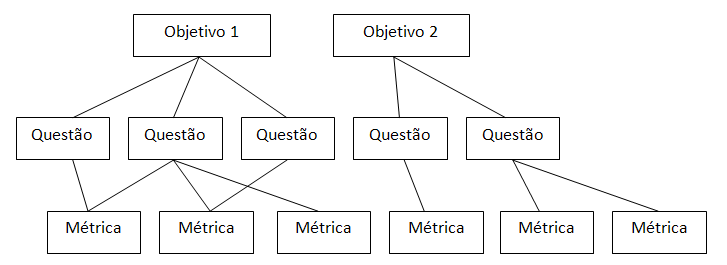 Objetivo 1
Objetivo 2
Questão
Questão
Questão
Questão
Questão
Métrica
Métrica
Métrica
Métrica
Métrica
Métrica